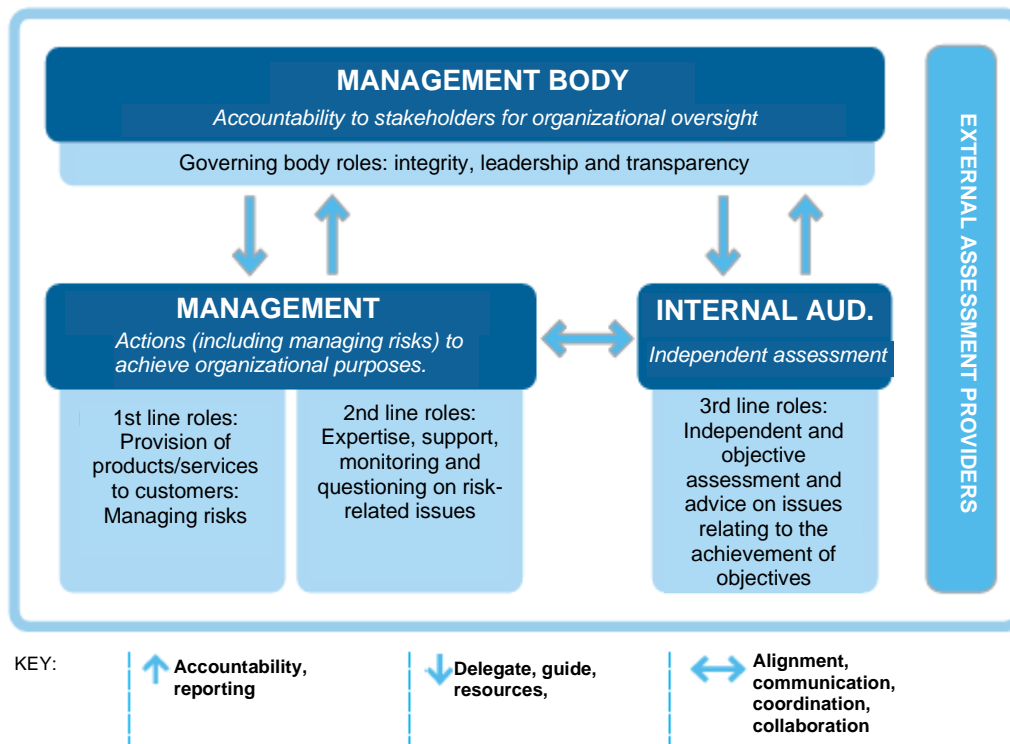 MANAGEMENT BODY
Accountability to stakeholders for organizational oversight
Governing body roles: integrity, leadership and transparency
MANAGEMENT
Actions (including managing risks) to
achieve organizational purposes.
1st line roles:
Provision of
products/services
to customers:
Managing risks
2nd line roles:
Expertise, support,
monitoring and
questioning on risk-
related issues
INTERNAL AUD.
Independent assessment
3rd line roles:
Independent and
objective
assessment and
advice on issues
relating to the
achievement of
objectives
EXTERNAL ASSESSMENT PROVIDERS
KEY:
Accountability,
reporting
Delegate, guide,
resources,
Alignment,
communication,
coordination,
collaboration